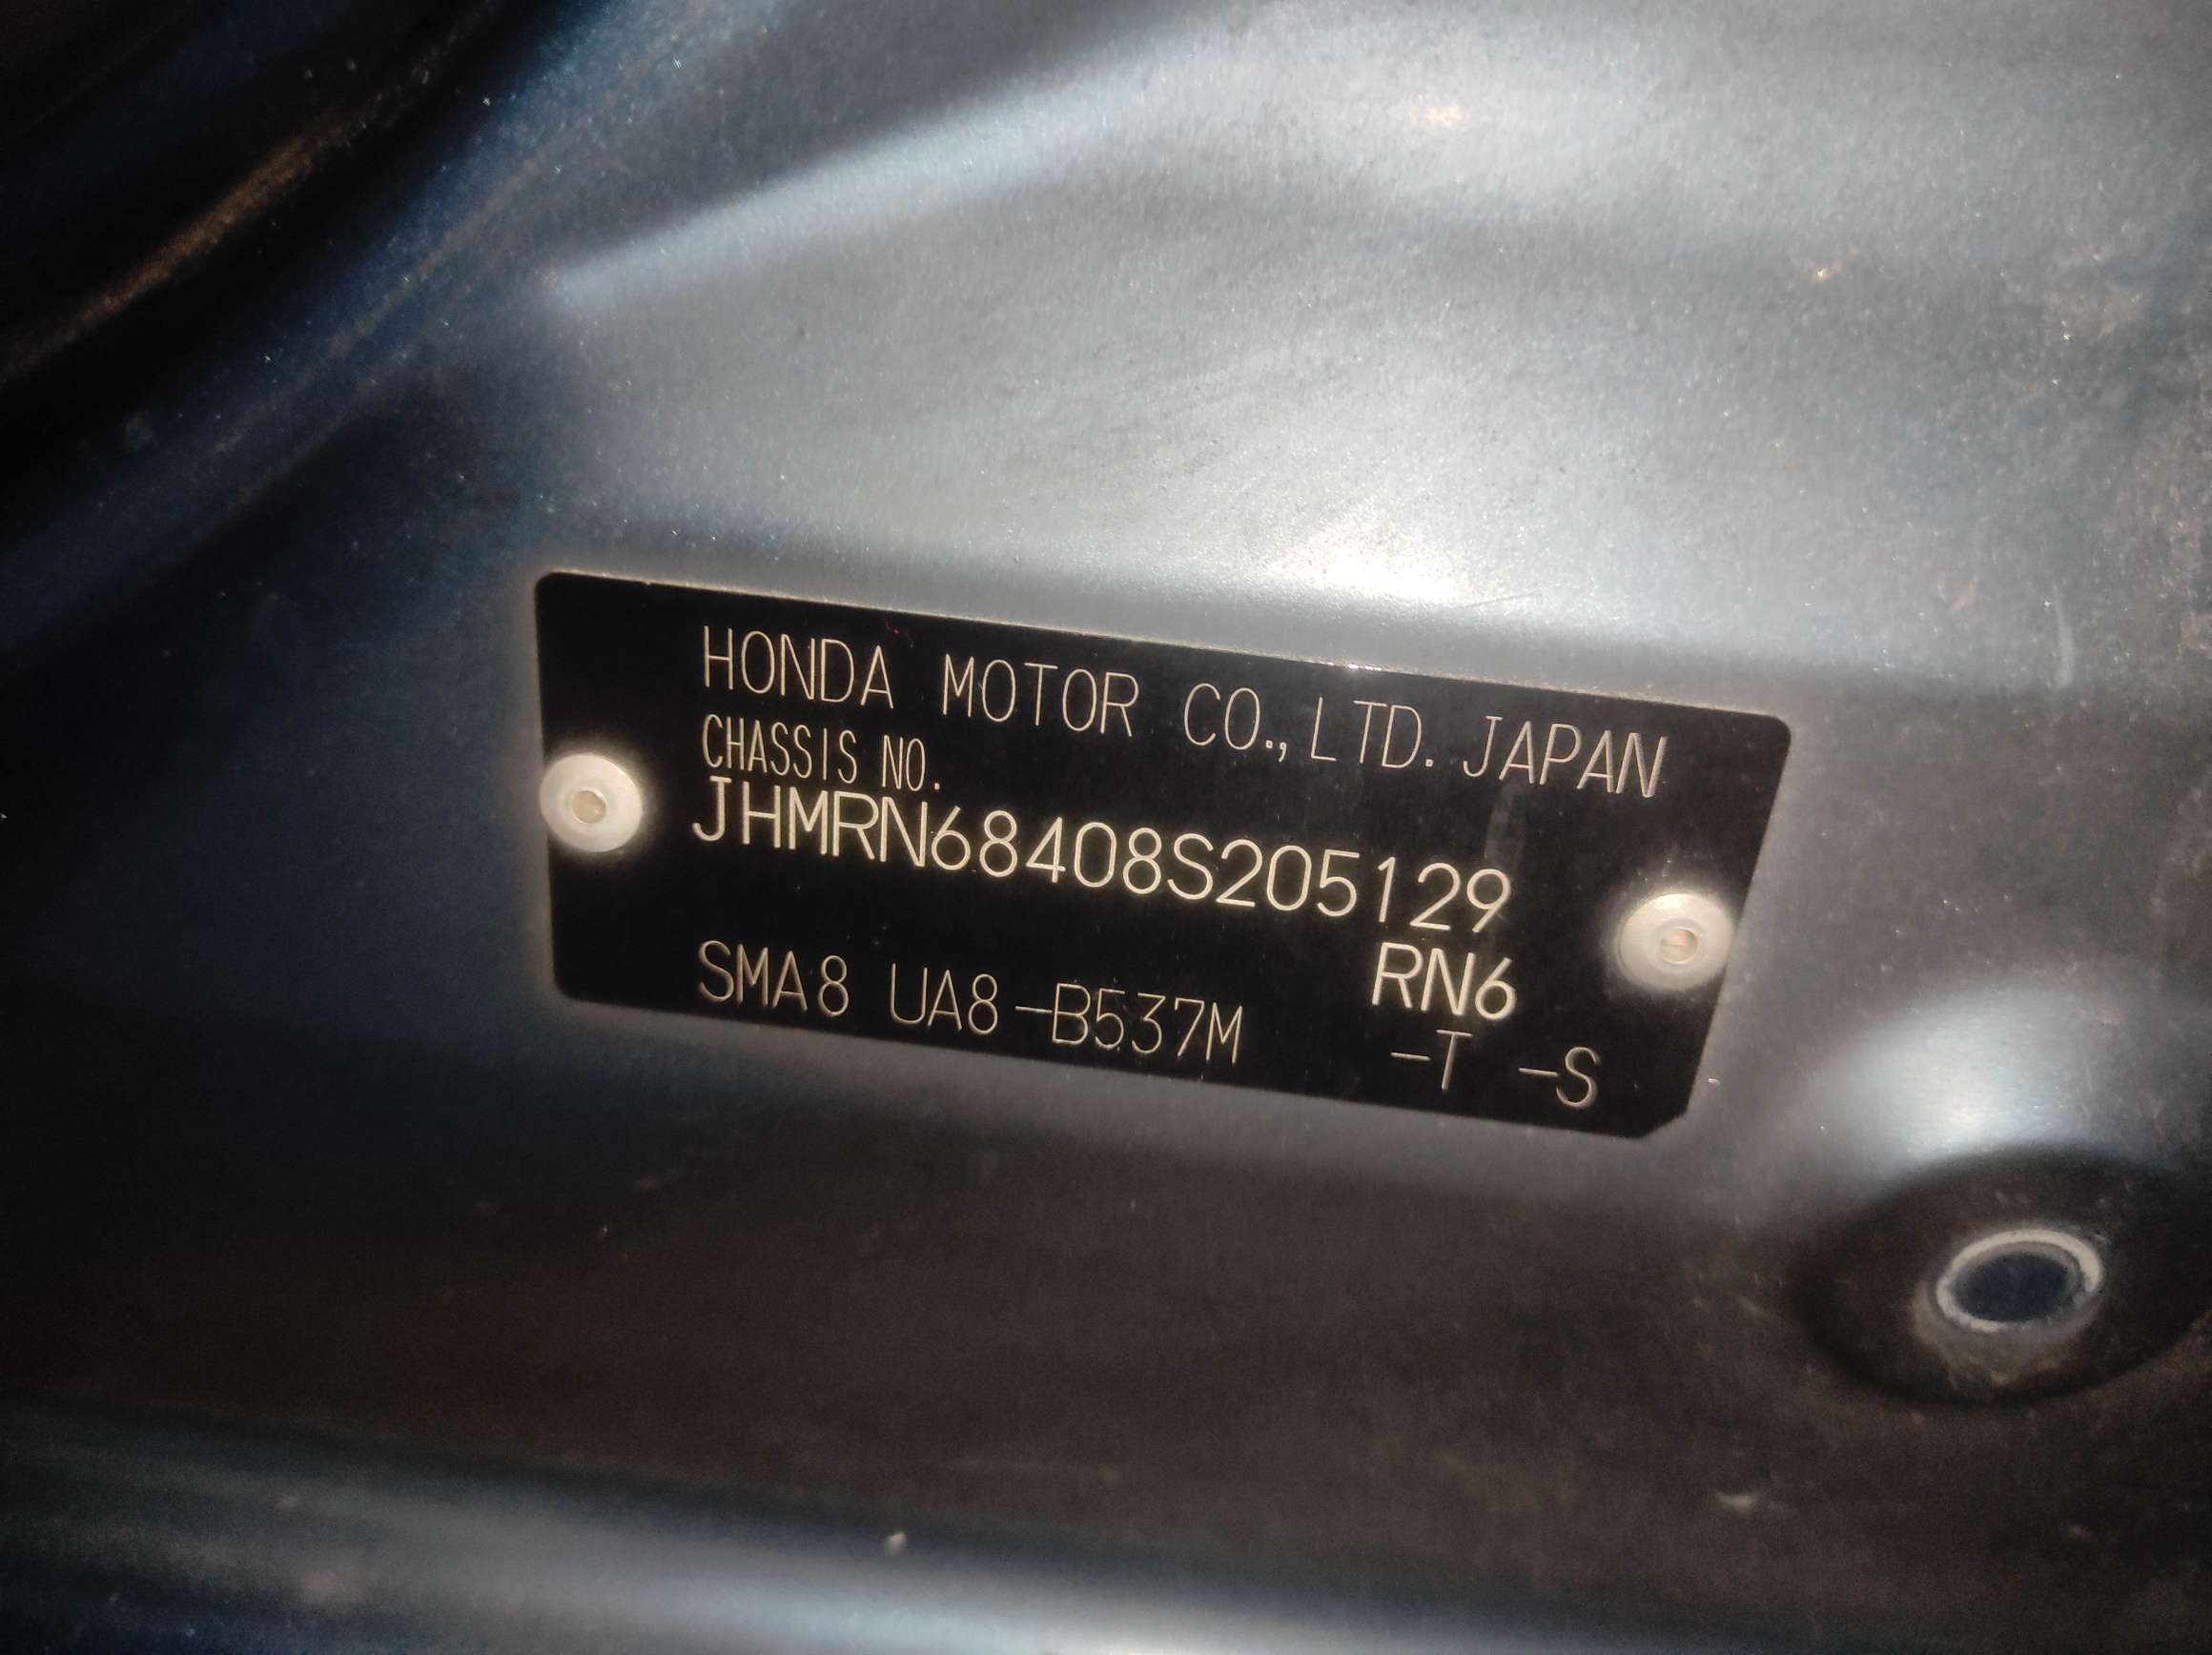 HONDA MOTOR CO.,LTD. JAPAN
CHASSIS NO.
JHMRN68408S205129
RN6
SMA8 UA8-B537M -T -S